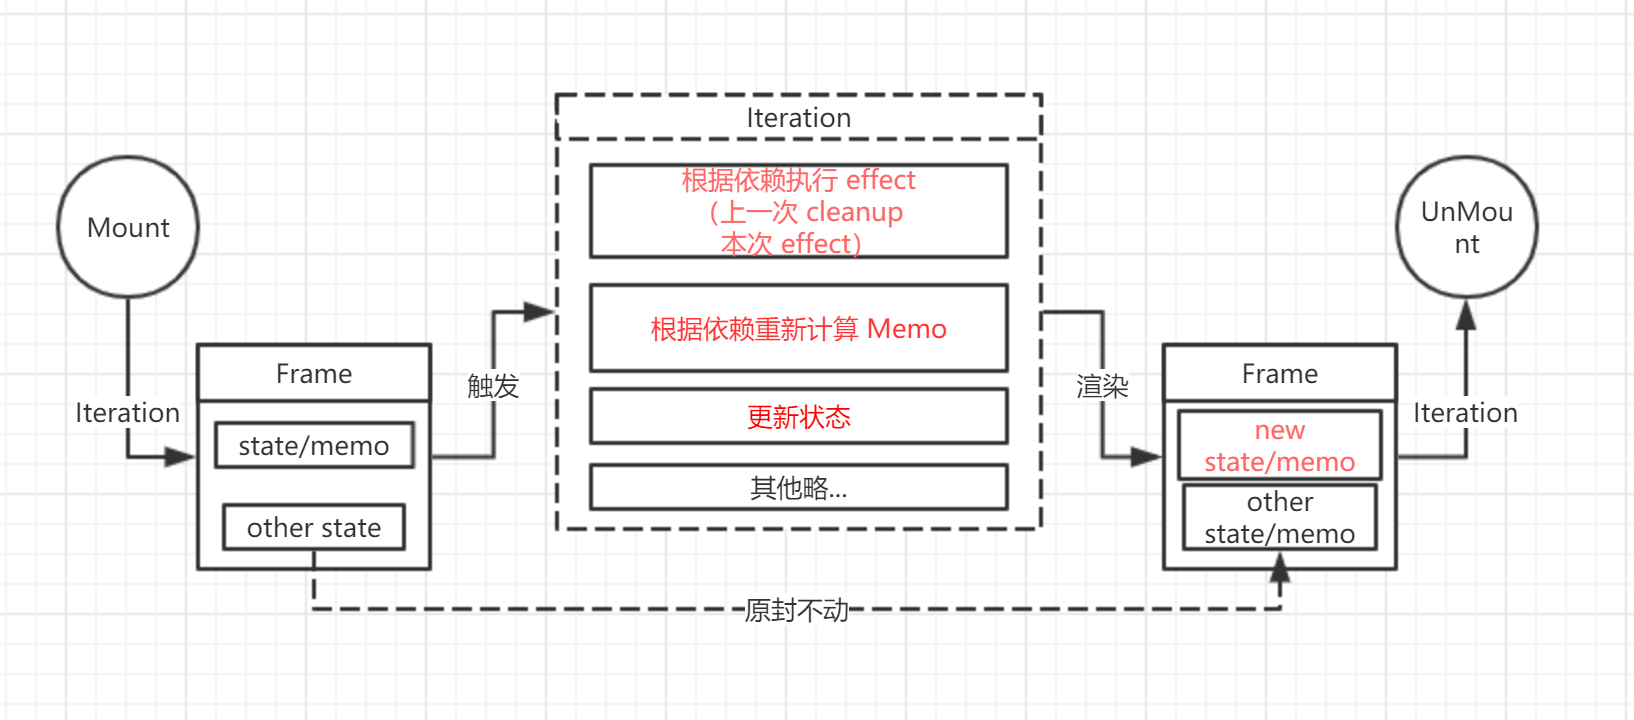 Mount
Iteration
Frame
state/memo
other state
触发
Iteration
根据依赖执行 effect
（上一次 cleanup
本次 effect）
根据依赖重新计算 Memo
更新状态
其他略...
原封不动
渲染
Frame
new
state/memo
other
state/memo
Iteration
UnMou
nt